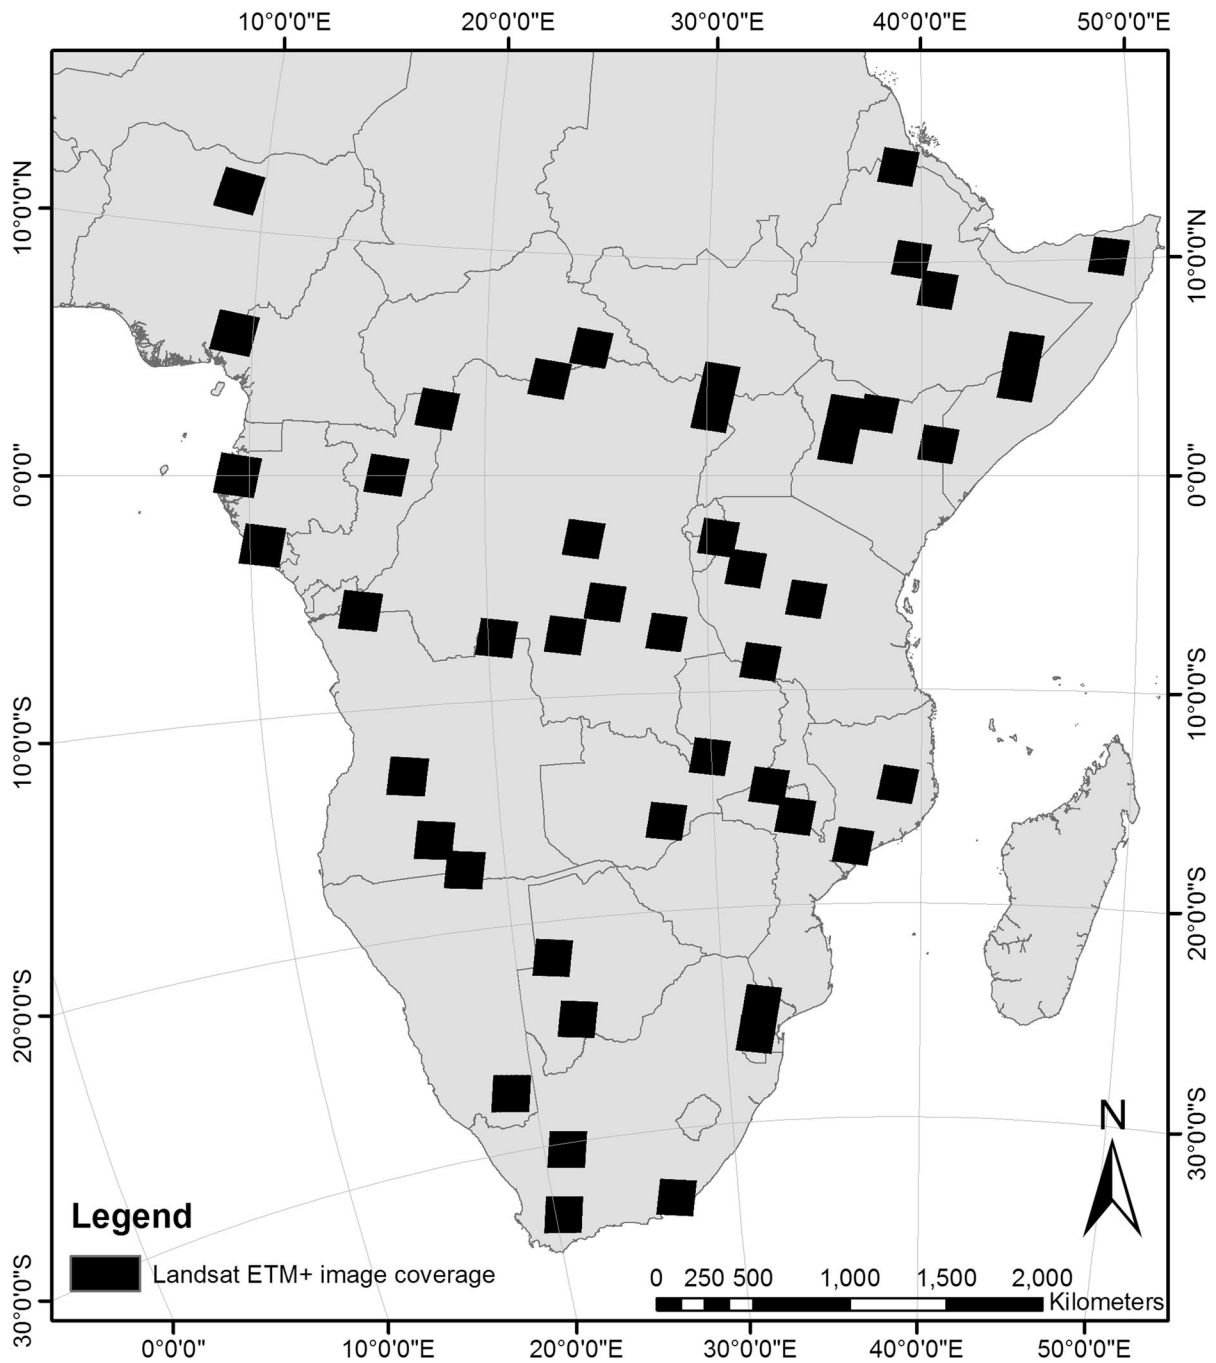 10°0'0"E 20°0'0"E 30°0'0"E 40°0'0"E 50°0'0"E
10°0'0"N
10°0'0"N
0°0'0"
0°0'0"
10°0'0"S
10°0'0"S
20°0'0"S
20°0'0"S
30°0'0"S
30°0'0"S
N
Legend
Landsat ETM+ image coverage
0 250 500 1,000 1,500 2,000
Kilometers
0°0'0" 10°0'0"E 20°0'0"E 30°0'0"E 40°0'0"E 50°0'0"E